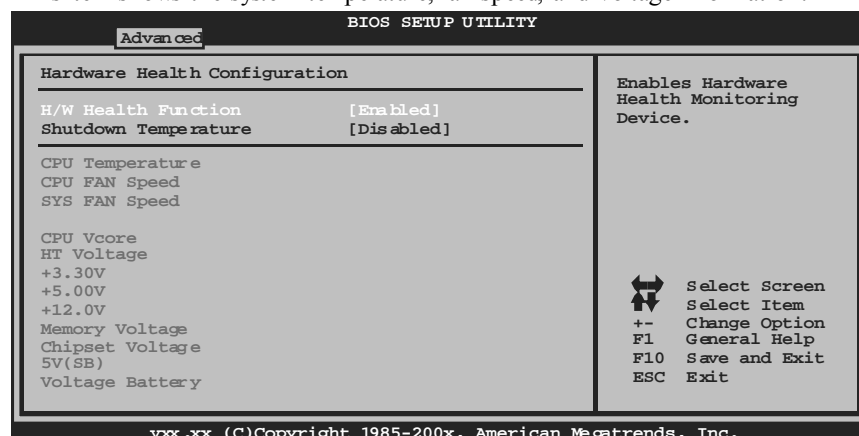 BIOS SETUP UTILITY
Advanced
Hardware Health Configuration
H/W Health Function [Enabled]
Shutdown Temperature [Disabled]
CPU Temperature
CPU FAN Speed
SYS FAN Speed
CPU Vcore
HT Voltage
+3.30V
+5.00V
+12.0V
Memory Voltage
Chipset Voltage
5V(SB)
Voltage Battery
Enables Hardware
Health Monitoring
Device.
Select Screen
Select Item
+- Change Option
F1 General Help
F10 Save and Exit
ESC Exit
vxx.xx (C)Copyright 1985-200x, American Megatrends, Inc.